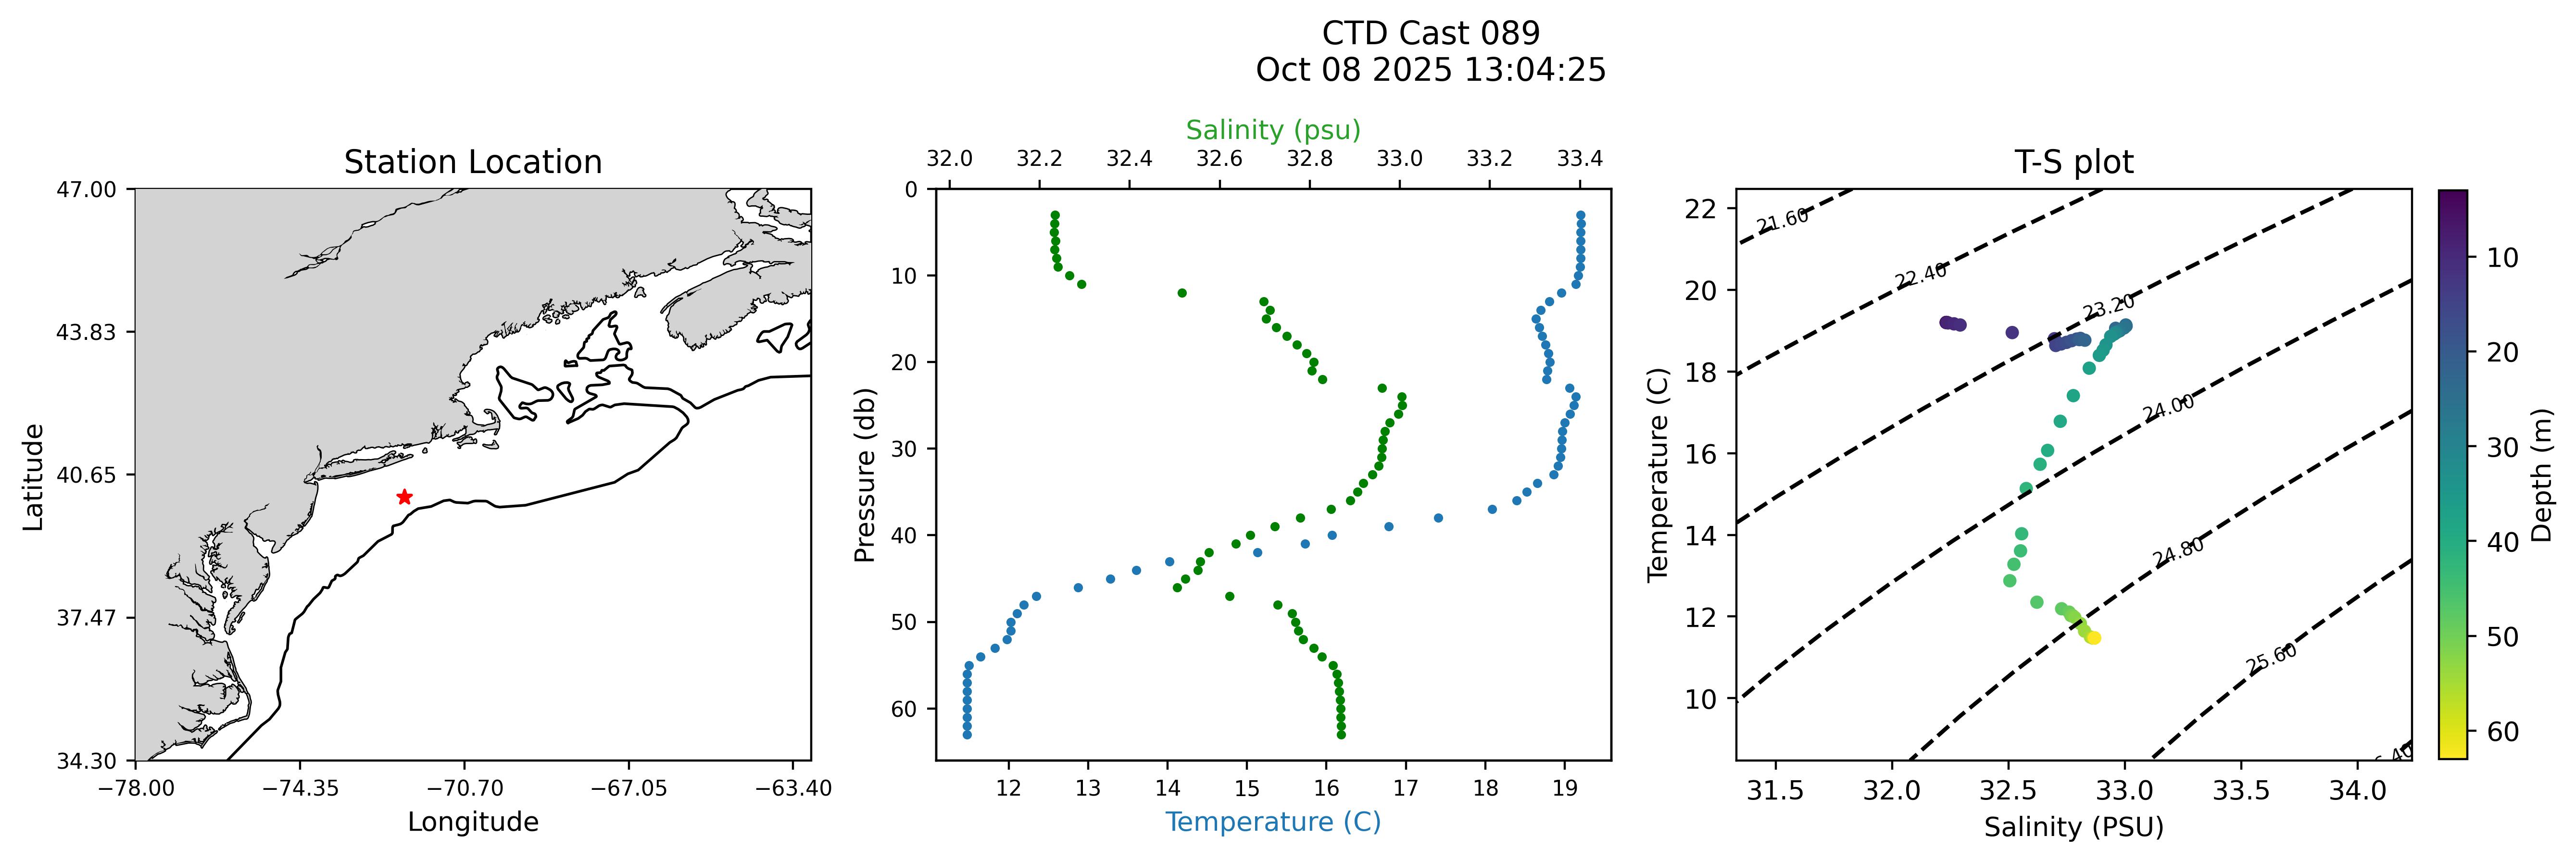 CTD Cast 089
Oct 08 2025 13:04:25
Station Location
47.00
43.83
40.65
37.47
34.30
Latitude
−78.00 −74.35 −70.70 −67.05 −63.40
Longitude
Salinity (psu)
32.0 32.2 32.4 32.6 32.8 33.0 33.2 33.4
0
10
20
30
40
50
60
Pressure (db)
12 13 14 15 16 17 18 19
Temperature (C)
T-S plot
22
20
18
16
14
12
10
Temperature (C)
21.60
22.40
23.20
24.00
24.80
25.60
31.5 32.0 32.5 33.0 33.5 34.0
Salinity (PSU)
10
20
30
40
50
60
Depth (m)